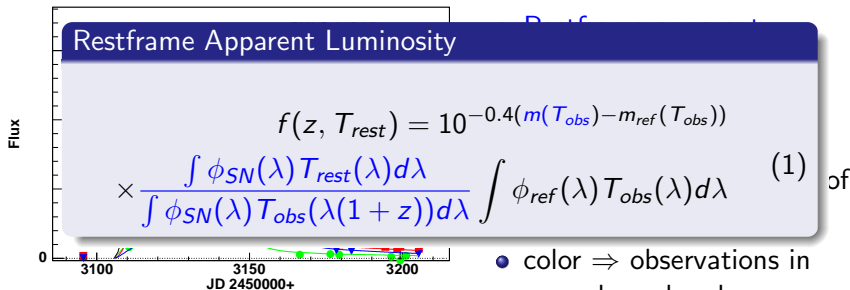 Restframe Apparent Luminosity
f(z, T_rest) = 10^{−0.4(m(T_obs)−m_ref(T_obs))}
× \frac{∫ φ_SN(λ) T_rest(λ)dλ}{∫ φ_SN(λ) T_obs(λ(1 + z))dλ} ∫ φ_ref(λ) T_obs(λ)dλ (1)
of
Flux
0
3100 3150 3200
JD 2450000+
• color ⇒ observations in